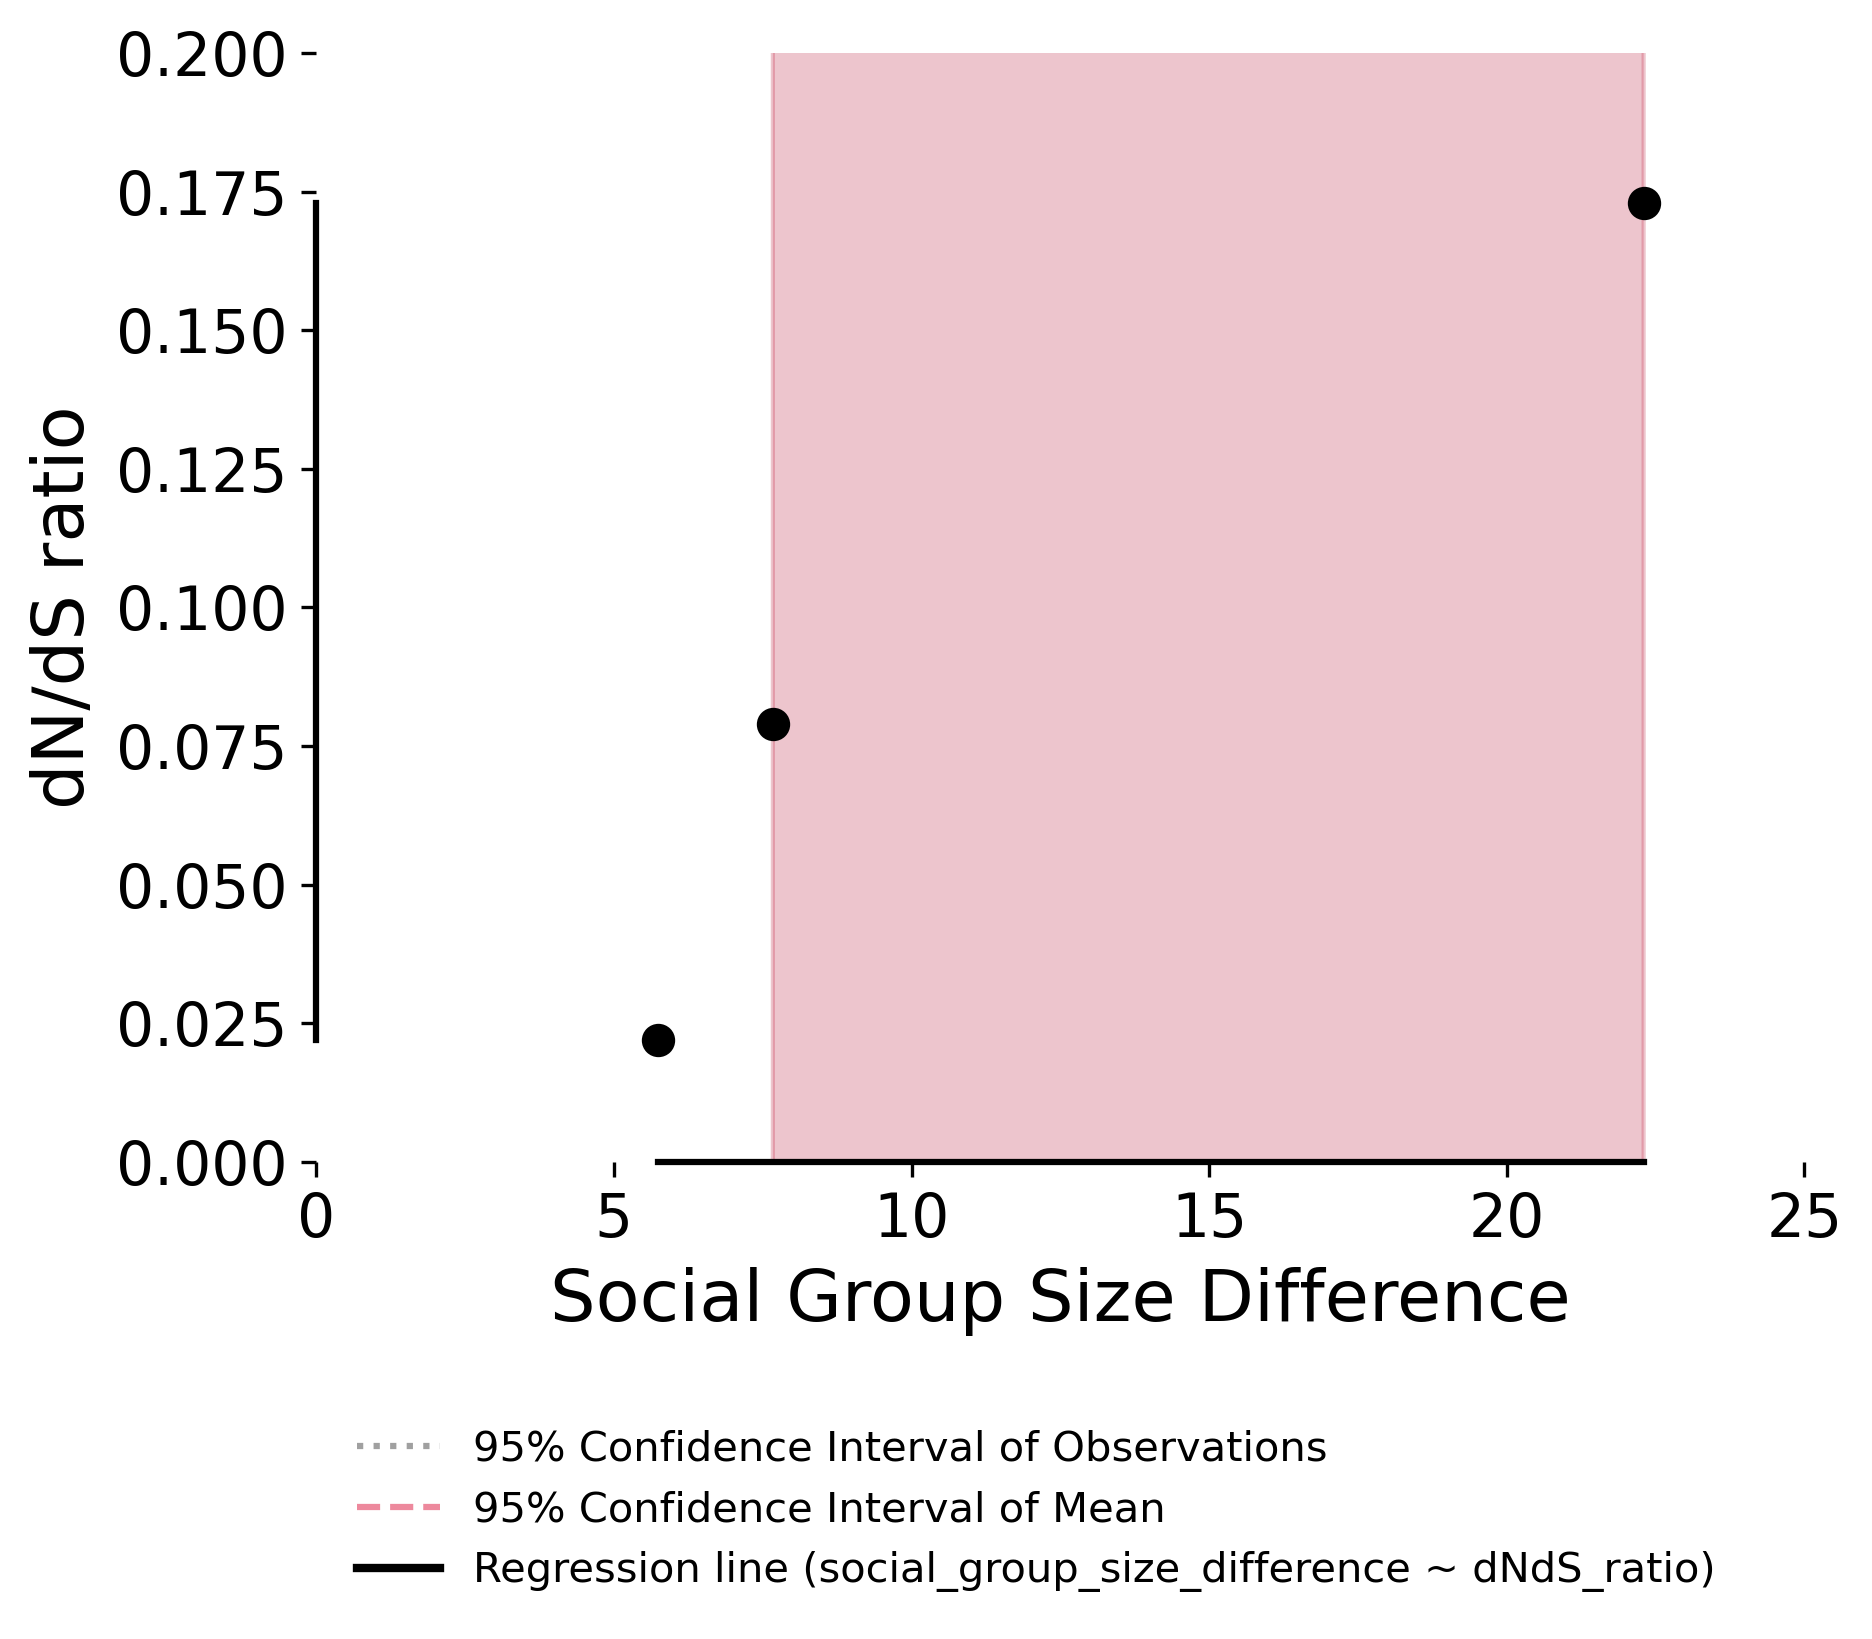 0.200
0.175
0.150
0.125
0.100
0.075
0.050
0.025
0.000
dN/dS ratio
0 5 10 15 20 25
Social Group Size Difference
95% Confidence Interval of Observations
95% Confidence Interval of Mean
Regression line (social_group_size_difference ~ dNdS_ratio)